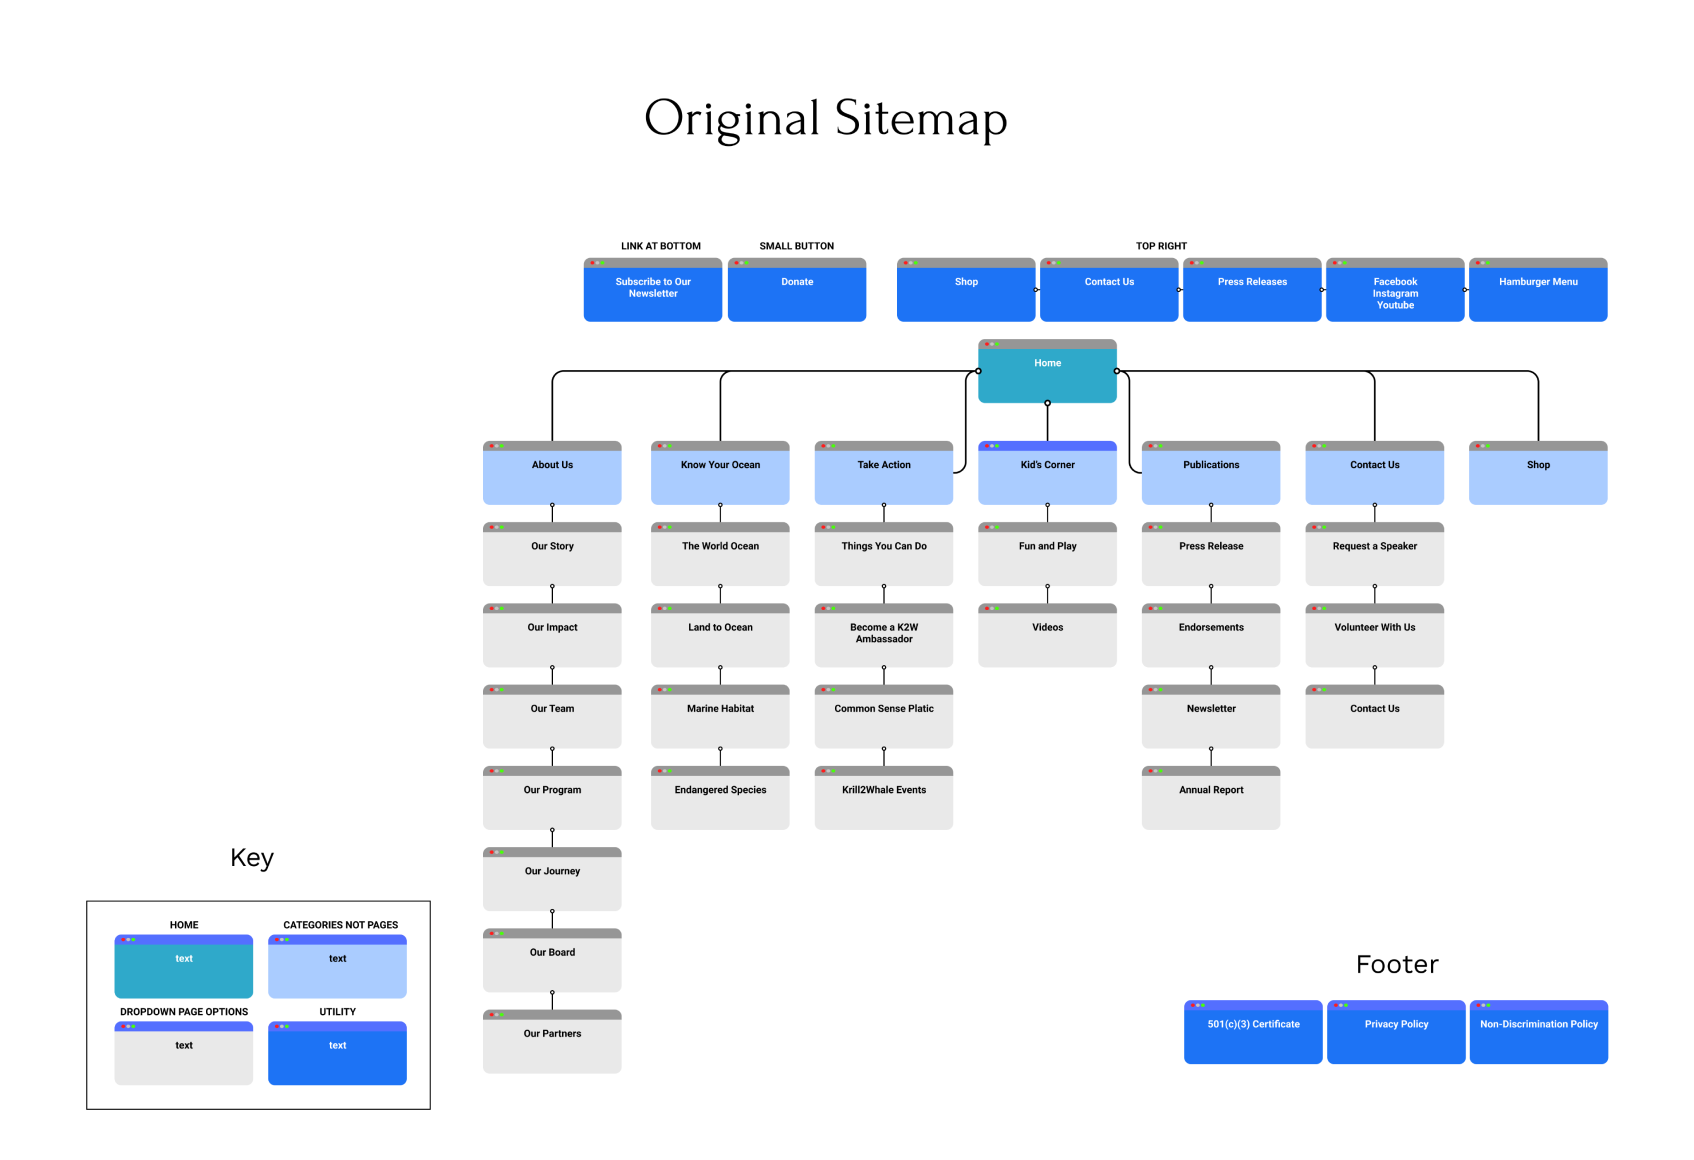 Original Sitemap
LINK AT BOTTOM
SMALL BUTTON
TOP RIGHT
Subscribe to Our
Newsletter
Donate
Shop
Contact Us
Press Releases
Facebook
Instagram
Youtube
Hamburger Menu
Home
About Us
Know Your Ocean
Take Action
Kid's Corner
Publications
Contact Us
Shop
Our Story
The World Ocean
Things You Can Do
Fun and Play
Press Release
Request a Speaker
Our Impact
Land to Ocean
Become a K2W
Ambassador
Videos
Endorsements
Volunteer With Us
Our Team
Marine Habitat
Common Sense Platic
Newsletter
Contact Us
Our Program
Endangered Species
Krill2Whale Events
Annual Report
Our Journey
Our Board
Our Partners
Key
HOME
CATEGORIES NOT PAGES
text
text
DROPDOWN PAGE OPTIONS
UTILITY
text
text
Footer
501(c)(3) Certificate
Privacy Policy
Non-Discrimination Policy